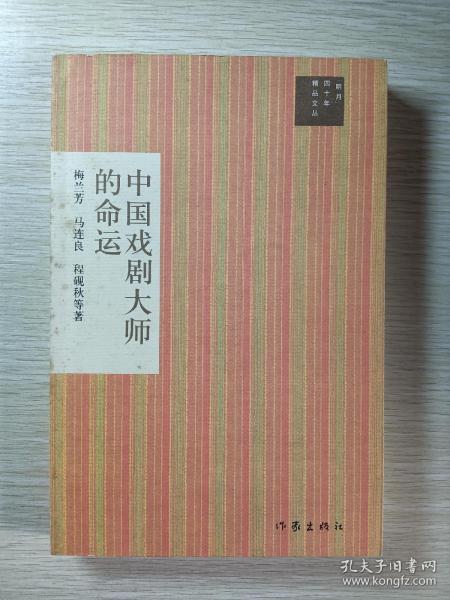 明月
四十年
精品文丛
中国戏剧大师
的命运
梅兰芳 马连良 程砚秋等著
作家出版社
孔夫子旧书网
www.kongfz.com